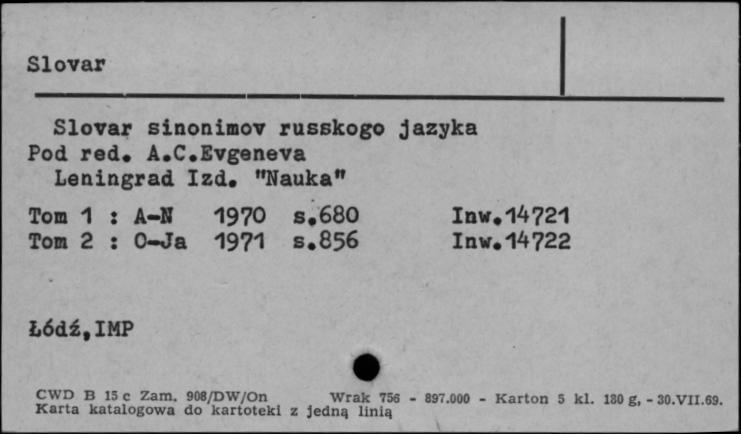 Slovar
Slovar sinonimov russkogo jazyka
Pod red. A.C.Evgeneva
Leningrad Izd. "Nauka"
Tom 1 : A-N 1970 s.680 Inw.14721
Tom 2 : O-Ja 1971 s.856 Inw.14722
Łódź,IMP
CWD B 15 c Zam. 908/DW/On Wrak 756 - 897.000 - Karton 5 kl. 180 g, - 30.VII.69.
Karta katalogowa do kartoteki z jedną linią